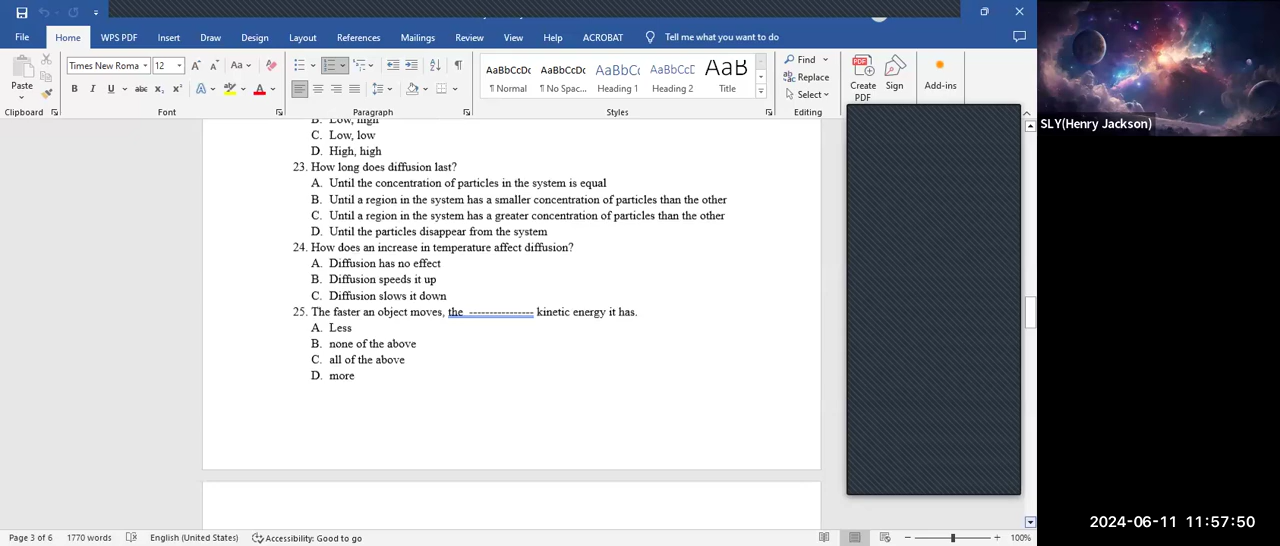 File
Home
WPS PDF
Insert
Draw
Design
Layout
References
Mailings
Review
View
Help
ACROBAT
Tell me what you want to do
Paste
Clipboard
Times New Roma
12
Font
Paragraph
AaBbCcDc
¶ Normal
AaBbCcDc
¶ No Spac...
AaBbC
Heading 1
AaBbCcD
Heading 2
AaB
Title
Styles
Find
Replace
Select
Editing
Create PDF
Sign
Add-ins
SLY(Henry Jackson)
B. Low, high
C. Low, low
D. High, high
23. How long does diffusion last?
A. Until the concentration of particles in the system is equal
B. Until a region in the system has a smaller concentration of particles than the other
C. Until a region in the system has a greater concentration of particles than the other
D. Until the particles disappear from the system
24. How does an increase in temperature affect diffusion?
A. Diffusion has no effect
B. Diffusion speeds it up
C. Diffusion slows it down
25. The faster an object moves, the ---------------- kinetic energy it has.
A. Less
B. none of the above
C. all of the above
D. more
2024-06-11 11:57:50
Page 3 of 6
1770 words
English (United States)
Accessibility: Good to go
100%